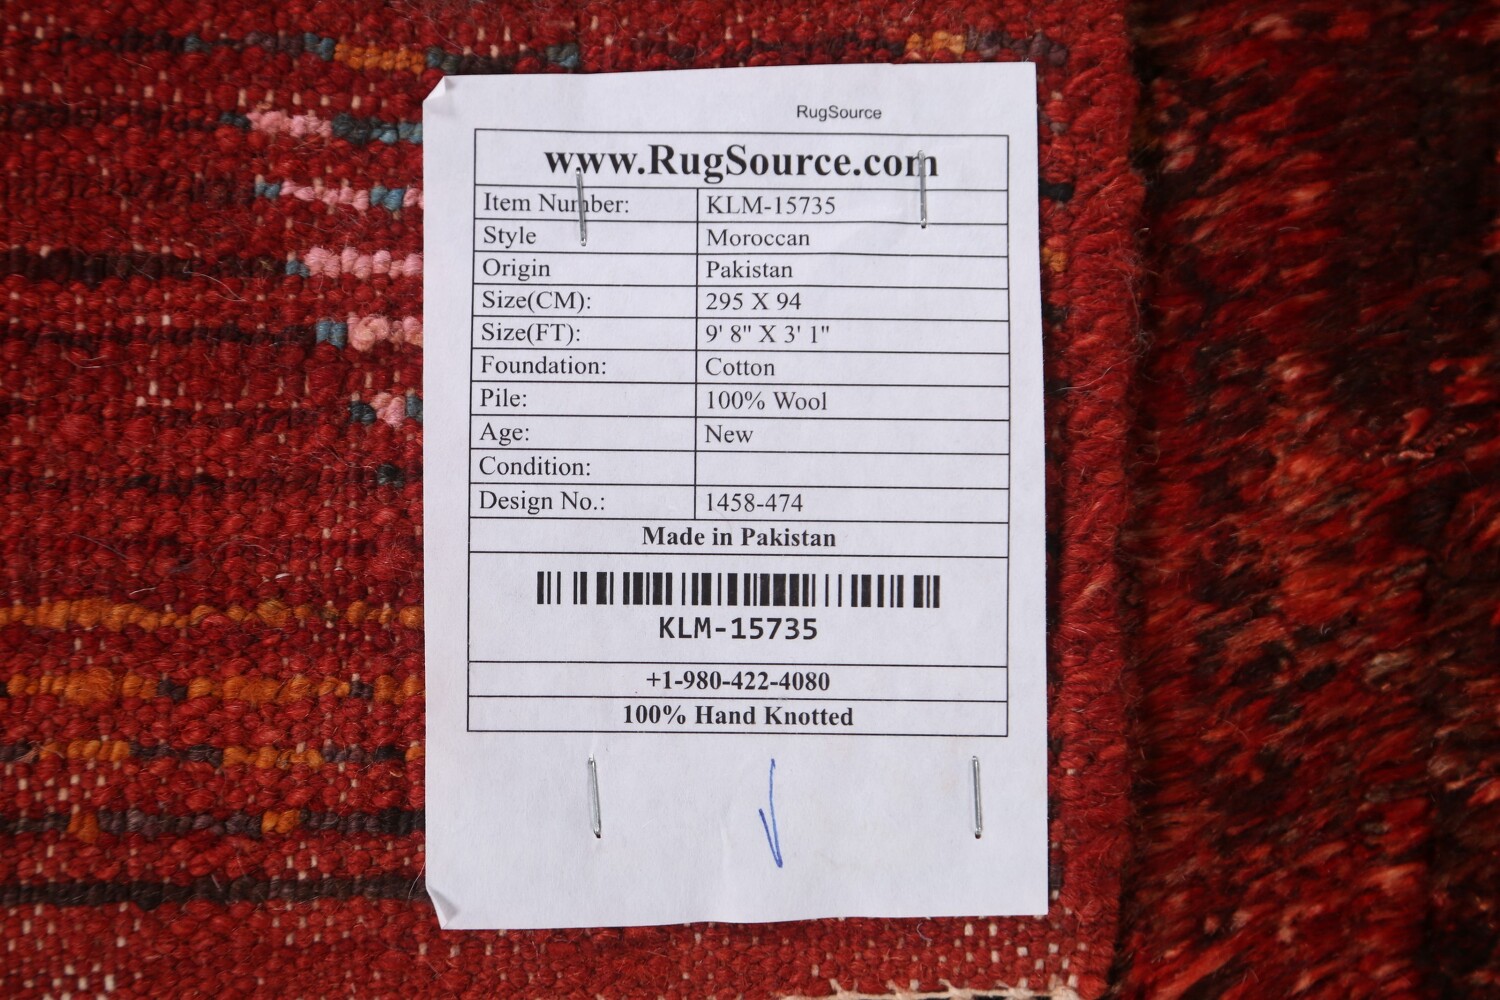 RugSource
www.RugSource.com
Item Number: KLM-15735
Style Moroccan
Origin Pakistan
Size(CM): 295 X 94
Size(FT): 9' 8" X 3' 1"
Foundation: Cotton
Pile: 100% Wool
Age: New
Condition:
Design No.: 1458-474
Made in Pakistan
KLM-15735
+1-980-422-4080
100% Hand Knotted